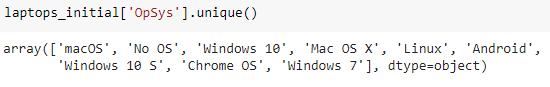 laptops_initial['OpSys'].unique()
array(['macOS', 'No OS', 'Windows 10', 'Mac OS X', 'Linux', 'Android',
'Windows 10 S', 'Chrome OS', 'Windows 7'], dtype=object)